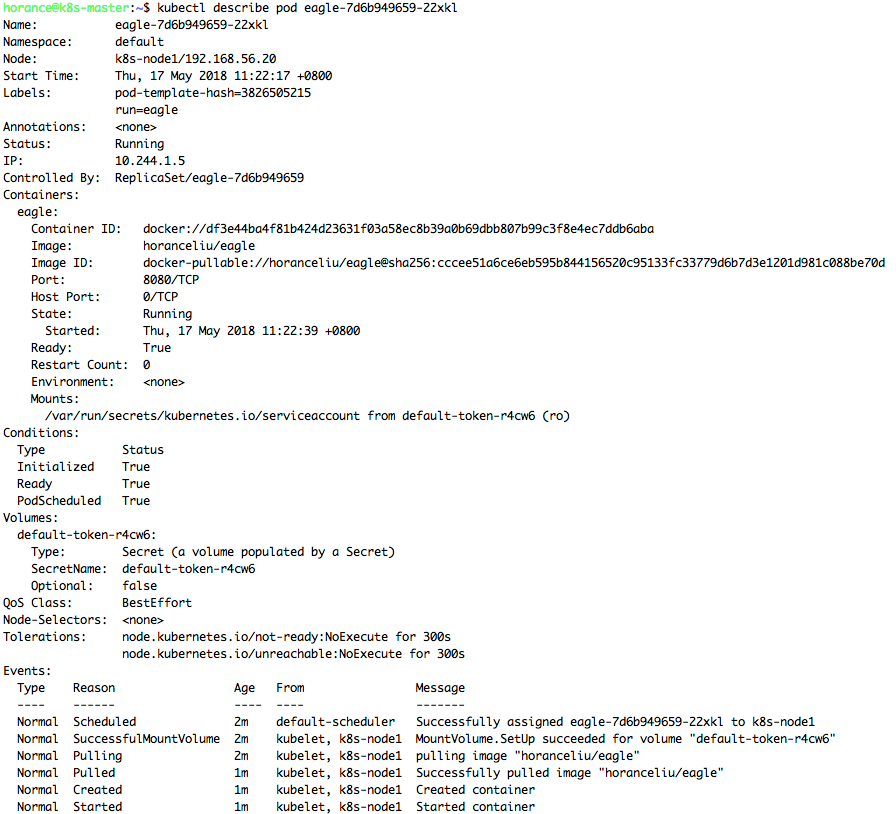 horance@k8s-master:~$ kubectl describe pod eagle-7d6b949659-22xkl
Name:           eagle-7d6b949659-22xkl
Namespace:      default
Node:           k8s-node1/192.168.56.20
Start Time:     Thu, 17 May 2018 11:22:17 +0800
Labels:         pod-template-hash=3826505215
                run=eagle
Annotations:    <none>
Status:         Running
IP:             10.244.1.5
Controlled By:  ReplicaSet/eagle-7d6b949659
Containers:
  eagle:
    Container ID:   docker://df3e44ba4f81b424d23631f03a58ec8b39a0b69dbb807b99c3f8e4ec7ddb6aba
    Image:          horanceliu/eagle
    Image ID:       docker-pullable://horanceliu/eagle@sha256:cccee51a6ce6eb595b844156520c95133fc33779d6b7d3e1201d981c088be70d
    Port:           8080/TCP
    Host Port:      0/TCP
    State:          Running
      Started:      Thu, 17 May 2018 11:22:39 +0800
    Ready:          True
    Restart Count:  0
    Environment:    <none>
    Mounts:
      /var/run/secrets/kubernetes.io/serviceaccount from default-token-r4cw6 (ro)
Conditions:
  Type           Status
  Initialized    True
  Ready          True
  PodScheduled   True
Volumes:
  default-token-r4cw6:
    Type:        Secret (a volume populated by a Secret)
    SecretName:  default-token-r4cw6
    Optional:    false
QoS Class:       BestEffort
Node-Selectors:  <none>
Tolerations:     node.kubernetes.io/not-ready:NoExecute for 300s
                 node.kubernetes.io/unreachable:NoExecute for 300s
Events:
  Type    Reason                 Age   From                Message
  ----    ------                 ----  ----                -------
  Normal  Scheduled              2m    default-scheduler   Successfully assigned eagle-7d6b949659-22xkl to k8s-node1
  Normal  SuccessfulMountVolume  2m    kubelet, k8s-node1  MountVolume.SetUp succeeded for volume "default-token-r4cw6"
  Normal  Pulling                2m    kubelet, k8s-node1  pulling image "horanceliu/eagle"
  Normal  Pulled                 1m    kubelet, k8s-node1  Successfully pulled image "horanceliu/eagle"
  Normal  Created                1m    kubelet, k8s-node1  Created container
  Normal  Started                1m    kubelet, k8s-node1  Started container